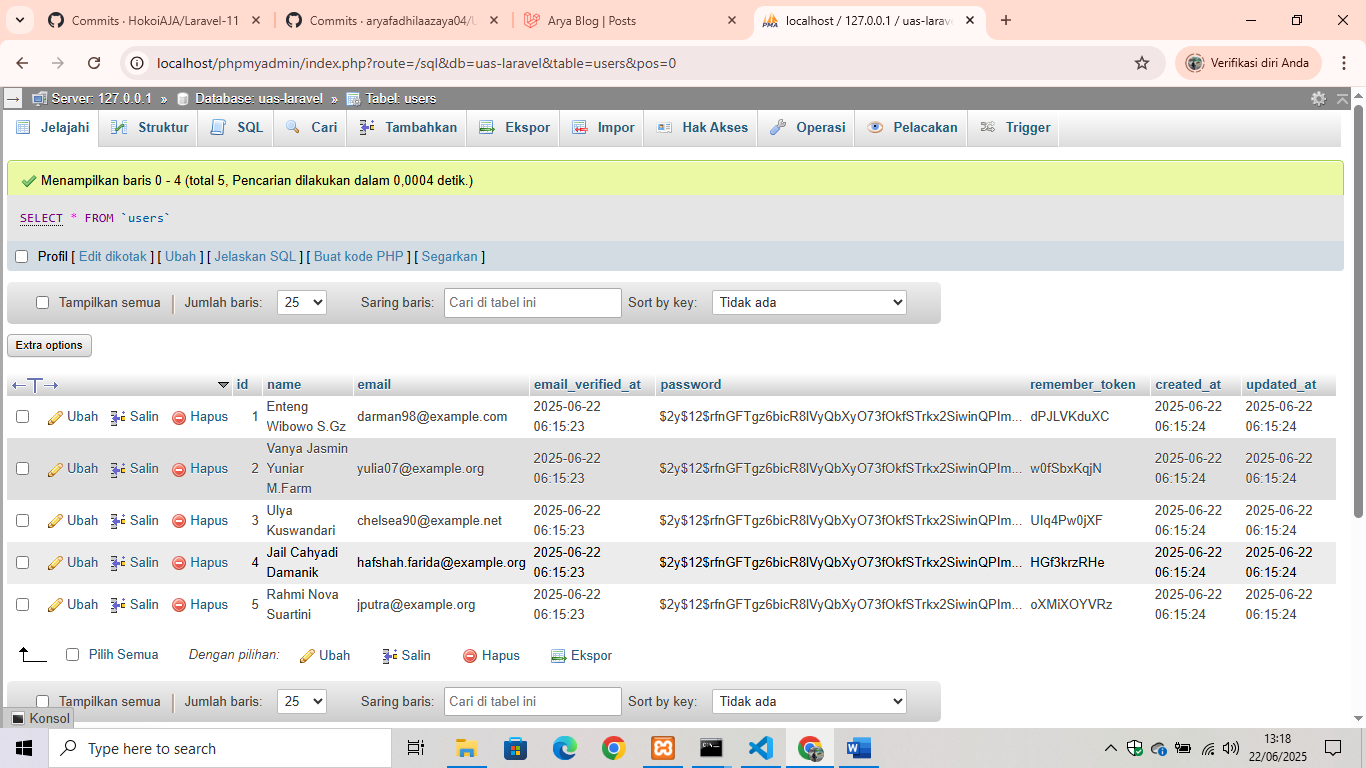 Commits · HokoiAJA/Laravel-11
Commits · aryafadhilaazaya04/
Arya Blog | Posts
localhost / 127.0.0.1 / uas-larave
localhost/phpmyadmin/index.php?route=/sql&db=uas-laravel&table=users&pos=0
Verifikasi diri Anda
Server: 127.0.0.1 » Database: uas-laravel » Tabel: users
Jelajahi Struktur SQL Cari Tambahkan Ekspor Impor Hak Akses Operasi Pelacakan Trigger
Menampilkan baris 0 - 4 (total 5, Pencarian dilakukan dalam 0,0004 detik.)
SELECT * FROM `users`
Profil [ Edit dikotak ] [ Ubah ] [ Jelaskan SQL ] [ Buat kode PHP ] [ Segarkan ]
Tampilkan semua | Jumlah baris: 25 Saring baris: Cari di tabel ini Sort by key: Tidak ada
Extra options
←T→ id name email email_verified_at password remember_token created_at updated_at
Ubah Salin Hapus 1 Enteng Wibowo S.Gz darman98@example.com 2025-06-22 06:15:23 $2y$12$rfnGFTgz6bicR8IVyQbXyO73fOkfSTrkx2SiwinQPIm... dPJLVKduXC 2025-06-22 06:15:24 2025-06-22 06:15:24
Ubah Salin Hapus 2 Vanya Jasmin Yuniar M.Farm yulia07@example.org 2025-06-22 06:15:23 $2y$12$rfnGFTgz6bicR8IVyQbXyO73fOkfSTrkx2SiwinQPIm... w0fSbxKqjN 2025-06-22 06:15:24 2025-06-22 06:15:24
Ubah Salin Hapus 3 Ulya Kuswandari chelsea90@example.net 2025-06-22 06:15:23 $2y$12$rfnGFTgz6bicR8IVyQbXyO73fOkfSTrkx2SiwinQPIm... UIq4Pw0jXF 2025-06-22 06:15:24 2025-06-22 06:15:24
Ubah Salin Hapus 4 Jail Cahyadi Damanik hafshah.farida@example.org 2025-06-22 06:15:23 $2y$12$rfnGFTgz6bicR8IVyQbXyO73fOkfSTrkx2SiwinQPIm... HGf3krzRHe 2025-06-22 06:15:24 2025-06-22 06:15:24
Ubah Salin Hapus 5 Rahmi Nova Suartini jputra@example.org 2025-06-22 06:15:23 $2y$12$rfnGFTgz6bicR8IVyQbXyO73fOkfSTrkx2SiwinQPIm... oXMiXOYVRz 2025-06-22 06:15:24 2025-06-22 06:15:24
Pilih Semua Dengan pilihan: Ubah Salin Hapus Ekspor
Tampilkan semua | Jumlah baris: 25 Saring baris: Cari di tabel ini Sort by key: Tidak ada
Konsol
Type here to search
13:18
22/06/2025